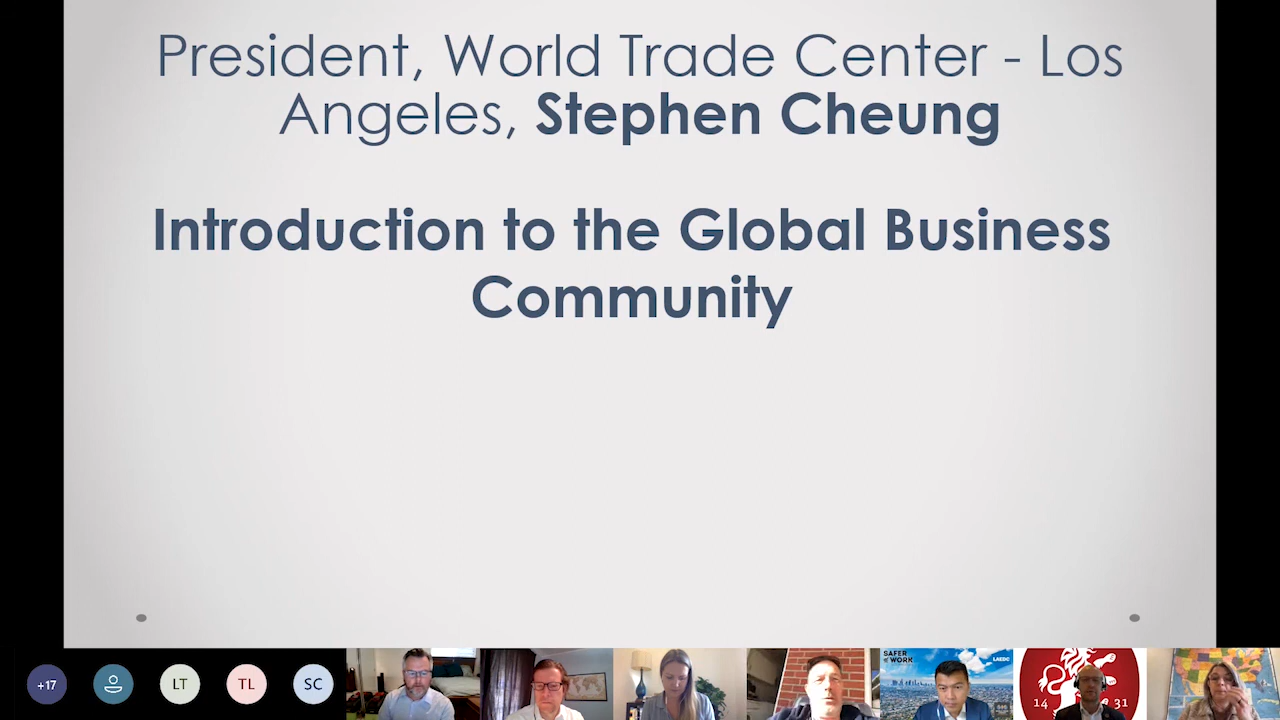 President, World Trade Center - Los
Angeles, Stephen Cheung
Introduction to the Global Business
Community
+17
LT
TL
SC
SAFER
WORK
LAEDC
14
31